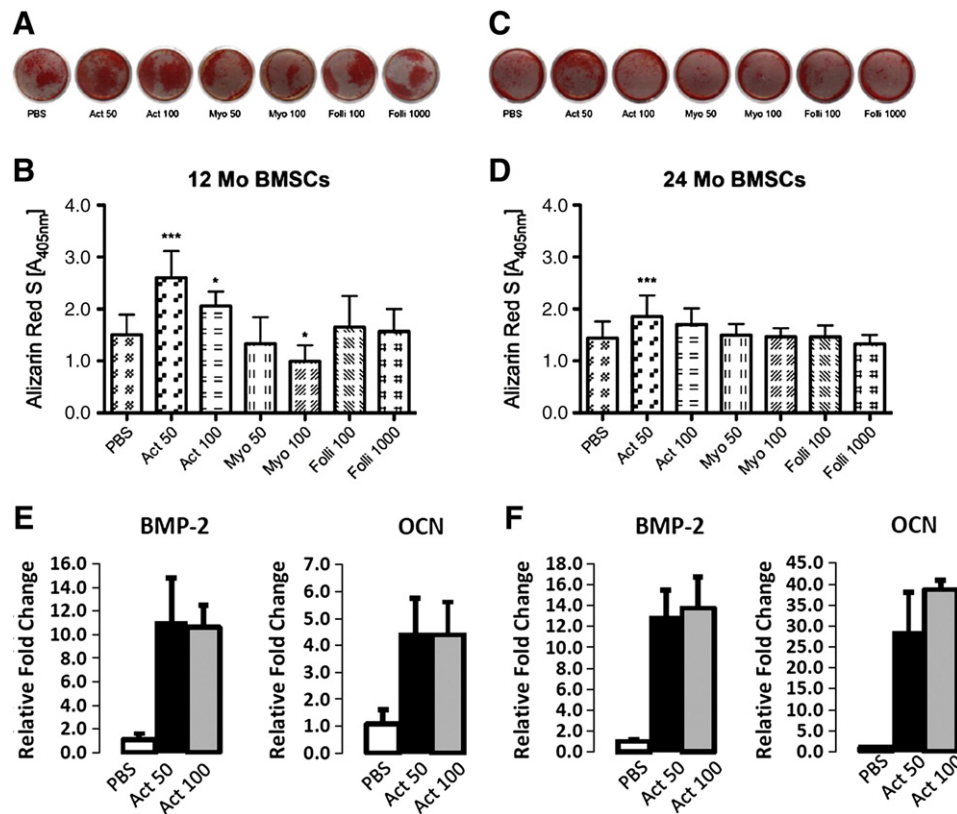 A
C
PBS Act 50 Act 100 Myo 50 Myo 100 Folli 100 Folli 1000
PBS Act 50 Act 100 Myo 50 Myo 100 Folli 100 Folli 1000
B
12 Mo BMSCs
Alizarin Red S [A405nm]
4.0
3.0
2.0
1.0
0.0
***
*
*
PBS
Act 50
Act 100
Myo 50
Myo 100
Folli 100
Folli 1000
D
24 Mo BMSCs
Alizarin Red S [A405nm]
4.0
3.0
2.0
1.0
0.0
***
PBS
Act 50
Act 100
Myo 50
Myo 100
Folli 100
Folli 1000
E
BMP-2
Relative Fold Change
16.0
14.0
12.0
10.0
8.0
6.0
4.0
2.0
0.0
PBS
Act 50
Act 100
OCN
Relative Fold Change
7.0
6.0
5.0
4.0
3.0
2.0
1.0
0.0
PBS
Act 50
Act 100
F
BMP-2
Relative Fold Change
18.0
16.0
14.0
12.0
10.0
8.0
6.0
4.0
2.0
0.0
PBS
Act 50
Act 100
OCN
Relative Fold Change
45.0
40.0
35.0
30.0
25.0
20.0
15.0
10.0
5.0
0.0
PBS
Act 50
Act 100